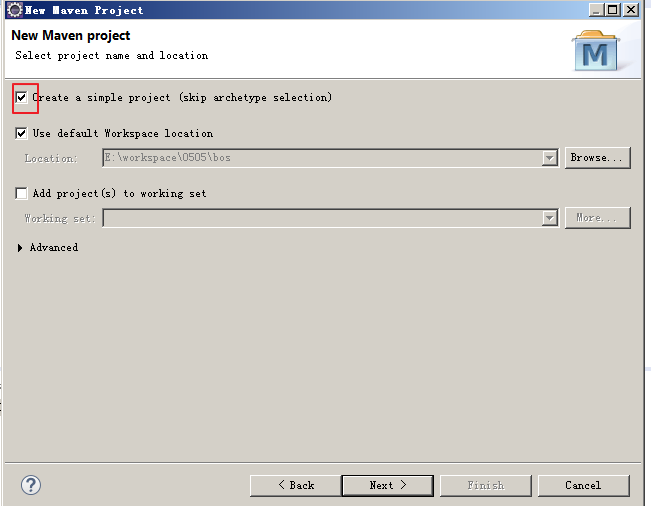 New Maven Project
New Maven project
Select project name and location
M
Create a simple project (skip archetype selection)
Use default Workspace location
Location: E:\workspace\0505\bos Browse...
Add project(s) to working set
Working set: More...
Advanced
? < Back Next > Finish Cancel